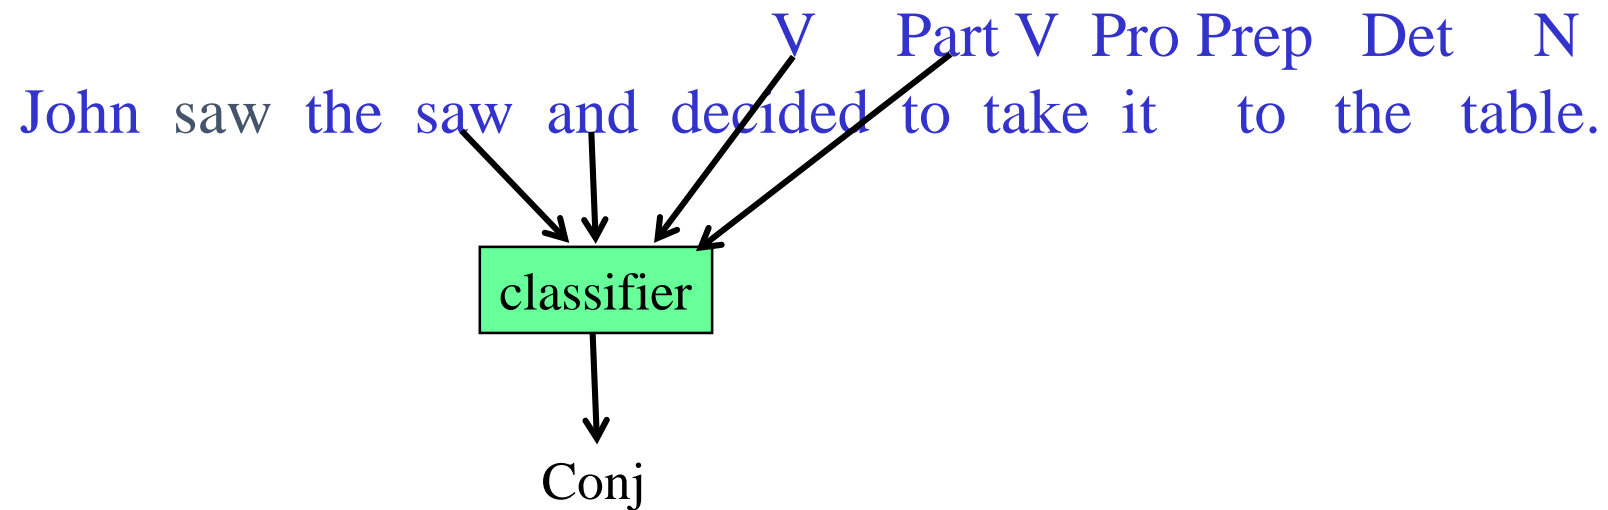 V Part V Pro Prep Det N
John saw the saw and decided to take it to the table.
classifier
Conj